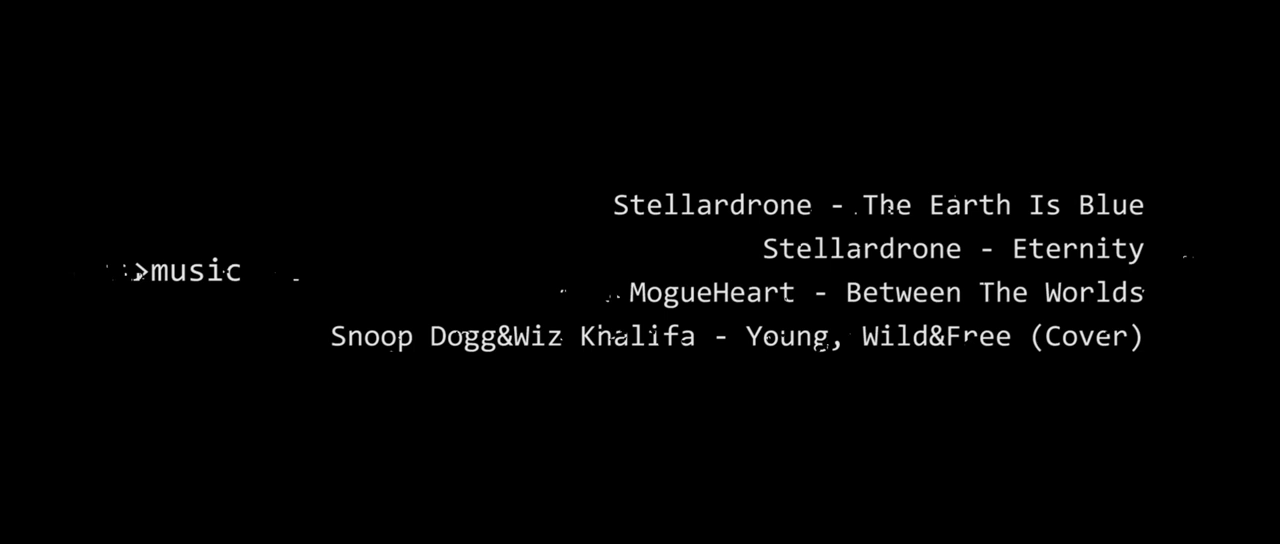 Stellardrone - The Earth Is Blue
Stellardrone - Eternity
>music
MogueHeart - Between The Worlds
Snoop Dogg&Wiz Khalifa - Young, Wild&Free (Cover)